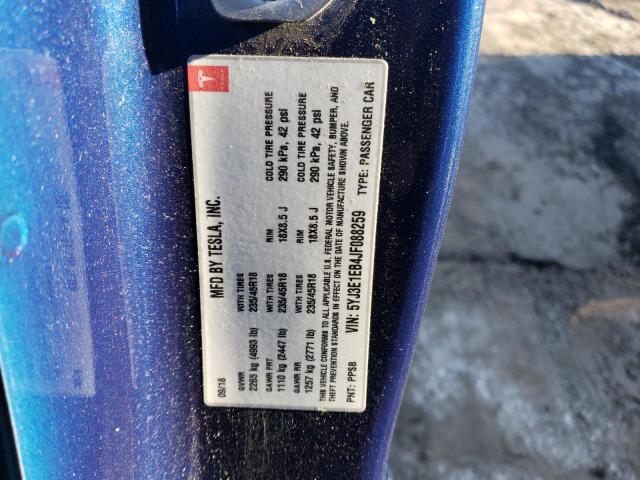 MFD BY TESLA, INC.
09/18
GVWR WITH TIRES RIM COLD TIRE PRESSURE
2265 kg (4993 lb) 235/45R18 18X8.5 J 290 kPa, 42 psi
GAWR FRT WITH TIRES RIM COLD TIRE PRESSURE
1110 kg (2447 lb) 235/45R18 18X8.5 J 290 kPa, 42 psi
GAWR RR WITH TIRES
1257 kg (2771 lb) 235/45R18
THIS VEHICLE CONFORMS TO ALL APPLICABLE U.S. FEDERAL MOTOR VEHICLE SAFETY, BUMPER, AND
THEFT PREVENTION STANDARDS IN EFFECT ON THE DATE OF MANUFACTURE SHOWN ABOVE.
VIN: 5YJ3E1EB4JF088259 TYPE: PASSENGER CAR
PNT: PPSB